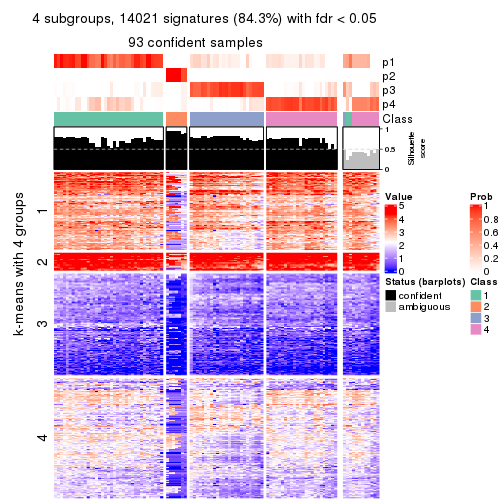 4 subgroups, 14021 signatures (84.3%) with fdr < 0.05
93 confident samples
p1
p2
p3
p4
Class
1
0.5
0
Silhouette
score
k-means with 4 groups
1
2
3
4
Value
5
4
3
2
1
0
Prob
1
0.8
0.6
0.4
0.2
0
Status (barplots)
confident
ambiguous
Class
1
2
3
4